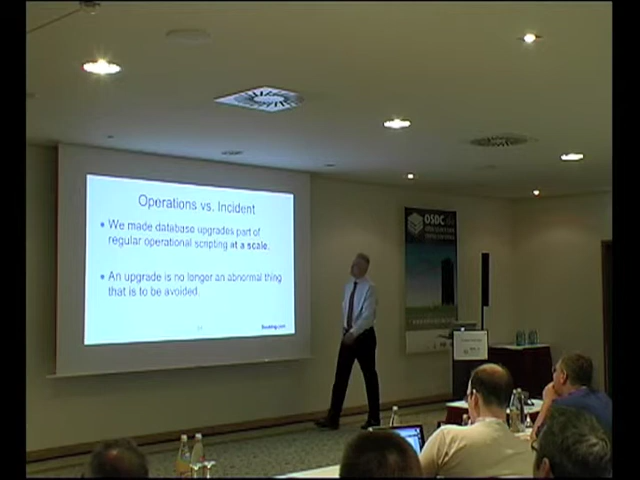 Operations vs. Incident
• We made database upgrades part of
regular operational scripting at a scale.
• An upgrade is no longer an abnormal thing
that is to be avoided.
Booking.com
OSDC.de